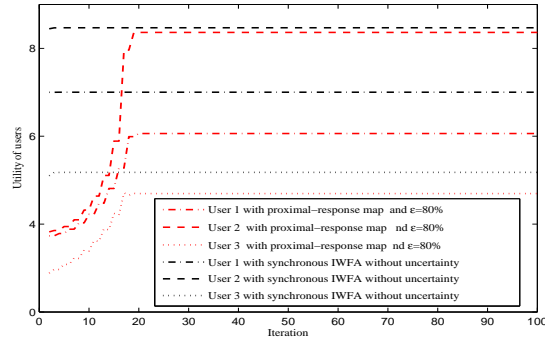 8
6
4
2
0
Utility of users
0 10 20 30 40 50 60 70 80 90 100
Iteration
User 1 with proximal−response map and ε=80%
User 2 with proximal−response map nd ε=80%
User 3 with proximal−response map nd ε=80%
User 1 with synchronous IWFA without uncertainty
User 2 with synchronous IWFA without uncertainty
User 3 with synchronous IWFA without uncertainty